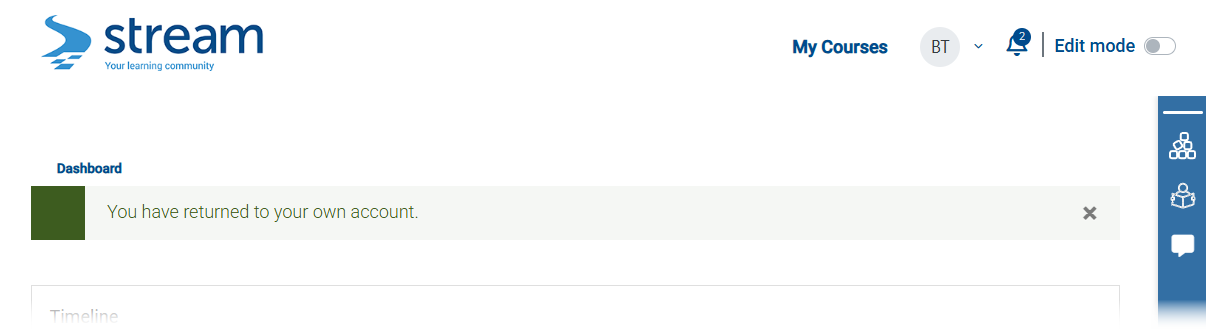 stream
Your learning community
My Courses
BT
2
Edit mode
Dashboard
You have returned to your own account.
Timeline